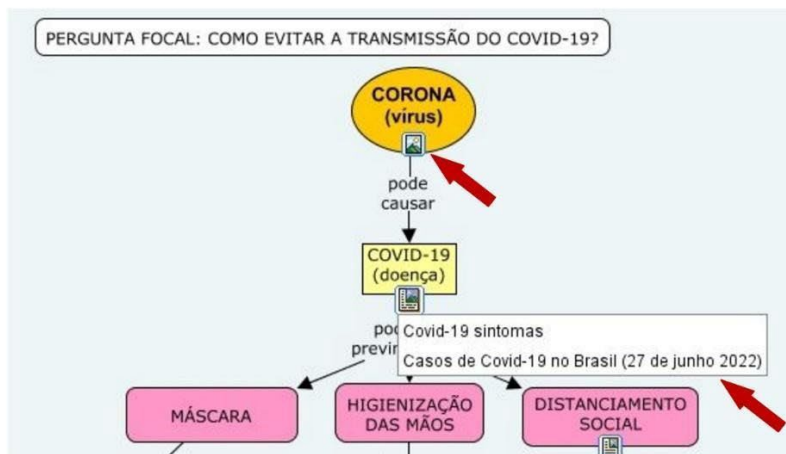 PERGUNTA FOCAL: COMO EVITAR A TRANSMISSÃO DO COVID-19?
CORONA
(vírus)
pode
causar
COVID-19
(doença)
Covid-19 sintomas
Casos de Covid-19 no Brasil (27 de junho 2022)
MÁSCARA
HIGIENIZAÇÃO
DAS MÃOS
DISTANCIAMENTO
SOCIAL